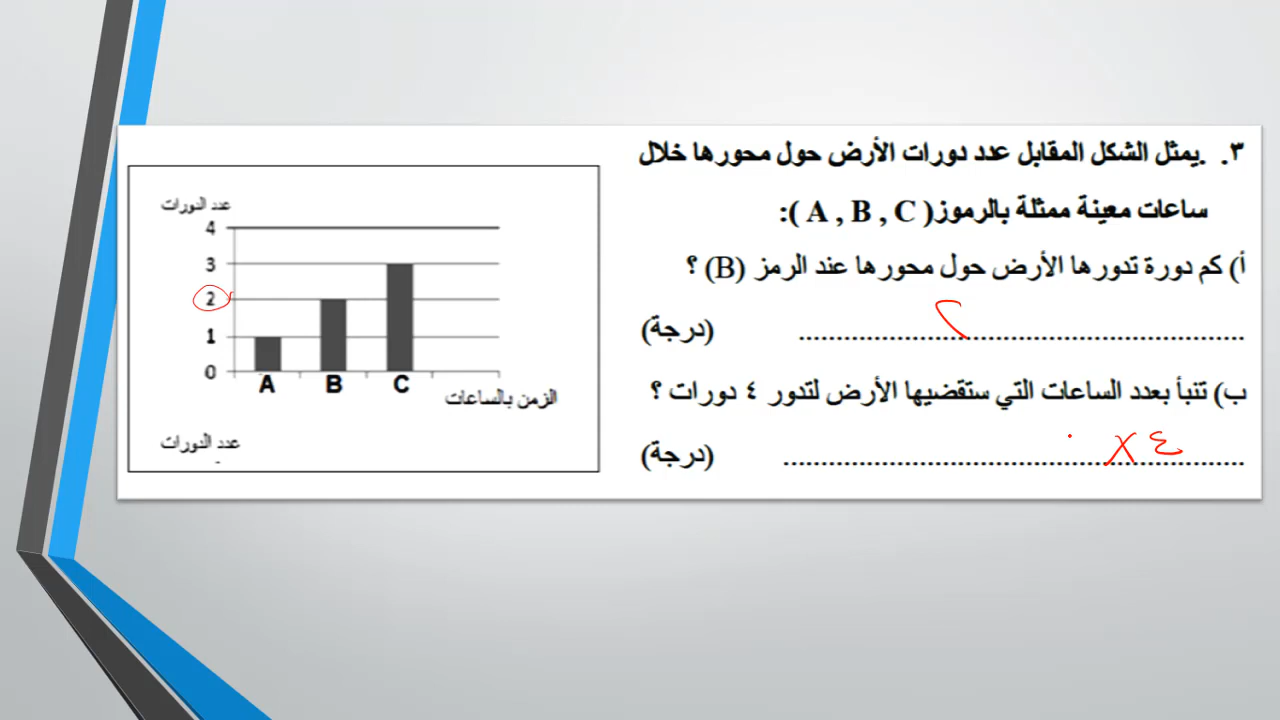 ٣. .يمثل الشكل المقابل عدد دورات الأرض حول محورها خلال
ساعات معينة ممثلة بالرموز( A , B , C ):
أ) كم دورة تدورها الأرض حول محورها عند الرمز (B) ؟
٢
........................................................ (درجة)
ب) تتنبأ بعدد الساعات التي ستقضيها الأرض لتدور ٤ دورات ؟
٤ X
........................................................ (درجة)
عدد الدورات
4
3
2
1
0
A B C
الزمن بالساعات
عدد الدورات